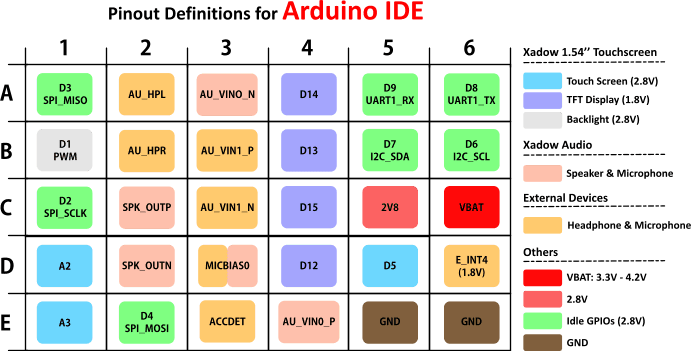 Pinout Definitions for Arduino IDE
1 2 3 4 5 6
A
D3
SPI_MISO
AU_HPL
AU_VINO_N
D14
D9
UART1_RX
D8
UART1_TX
B
D1
PWM
AU_HPR
AU_VIN1_P
D13
D7
I2C_SDA
D6
I2C_SCL
C
D2
SPI_SCLK
SPK_OUTP
AU_VIN1_N
D15
2V8
VBAT
D
A2
SPK_OUTN
MICBIAS0
D12
D5
E_INT4
(1.8V)
E
A3
D4
SPI_MOSI
ACCDET
AU_VIN0_P
GND
GND
Xadow 1.54’’ Touchscreen
Touch Screen (2.8V)
TFT Display (1.8V)
Backlight (2.8V)
Xadow Audio
Speaker & Microphone
External Devices
Headphone & Microphone
Others
VBAT: 3.3V - 4.2V
2.8V
Idle GPIOs (2.8V)
GND